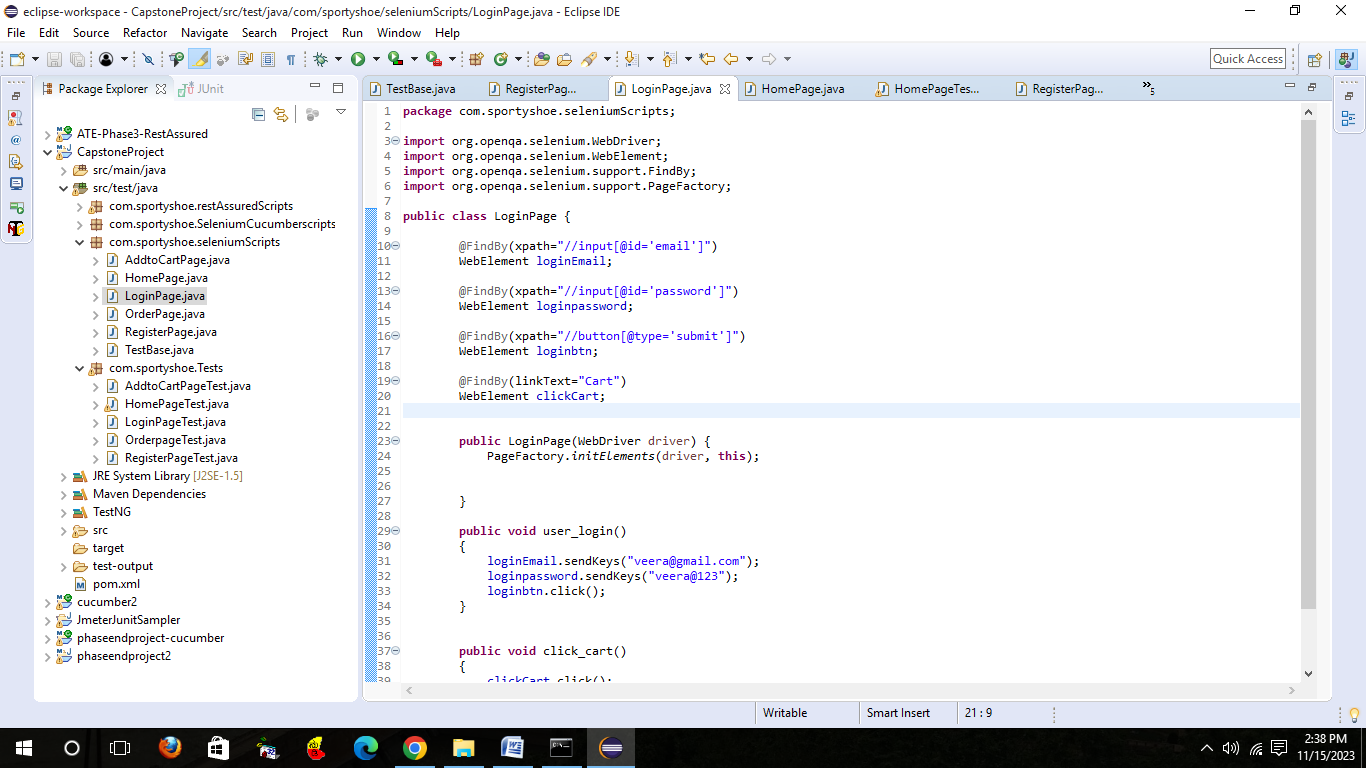 eclipse-workspace - CapstoneProject/src/test/java/com/sportyshoe/seleniumScripts/LoginPage.java - Eclipse IDE
File Edit Source Refactor Navigate Search Project Run Window Help
Quick Access
Package Explorer JUnit
ATE-Phase3-RestAssured
CapstoneProject
src/main/java
src/test/java
com.sportyshoe.restAssuredScripts
com.sportyshoe.SeleniumCucumberscripts
com.sportyshoe.seleniumScripts
AddtoCartPage.java
HomePage.java
LoginPage.java
OrderPage.java
RegisterPage.java
TestBase.java
com.sportyshoe.Tests
AddtoCartPageTest.java
HomePageTest.java
LoginPageTest.java
OrderpageTest.java
RegisterPageTest.java
JRE System Library [J2SE-1.5]
Maven Dependencies
TestNG
src
target
test-output
pom.xml
cucumber2
JmeterJunitSampler
phaseendproject-cucumber
phaseendproject2
TestBase.java RegisterPag... LoginPage.java HomePage.java HomePageTes... RegisterPag... »5
1 package com.sportyshoe.seleniumScripts;
2
3 import org.openqa.selenium.WebDriver;
4 import org.openqa.selenium.WebElement;
5 import org.openqa.selenium.support.FindBy;
6 import org.openqa.selenium.support.PageFactory;
7
8 public class LoginPage {
9
10 @FindBy(xpath="//input[@id='email']")
11 WebElement loginEmail;
12
13 @FindBy(xpath="//input[@id='password']")
14 WebElement loginpassword;
15
16 @FindBy(xpath="//button[@type='submit']")
17 WebElement loginbtn;
18
19 @FindBy(linkText="Cart")
20 WebElement clickCart;
21
22
23 public LoginPage(WebDriver driver) {
24 PageFactory.initElements(driver, this);
25
26
27 }
28
29 public void user_login()
30 {
31 loginEmail.sendKeys("veera@gmail.com");
32 loginpassword.sendKeys("veera@123");
33 loginbtn.click();
34 }
35
36
37 public void click_cart()
38 {
39 clickCart.click();
Writable Smart Insert 21 : 9
2:38 PM
11/15/2023